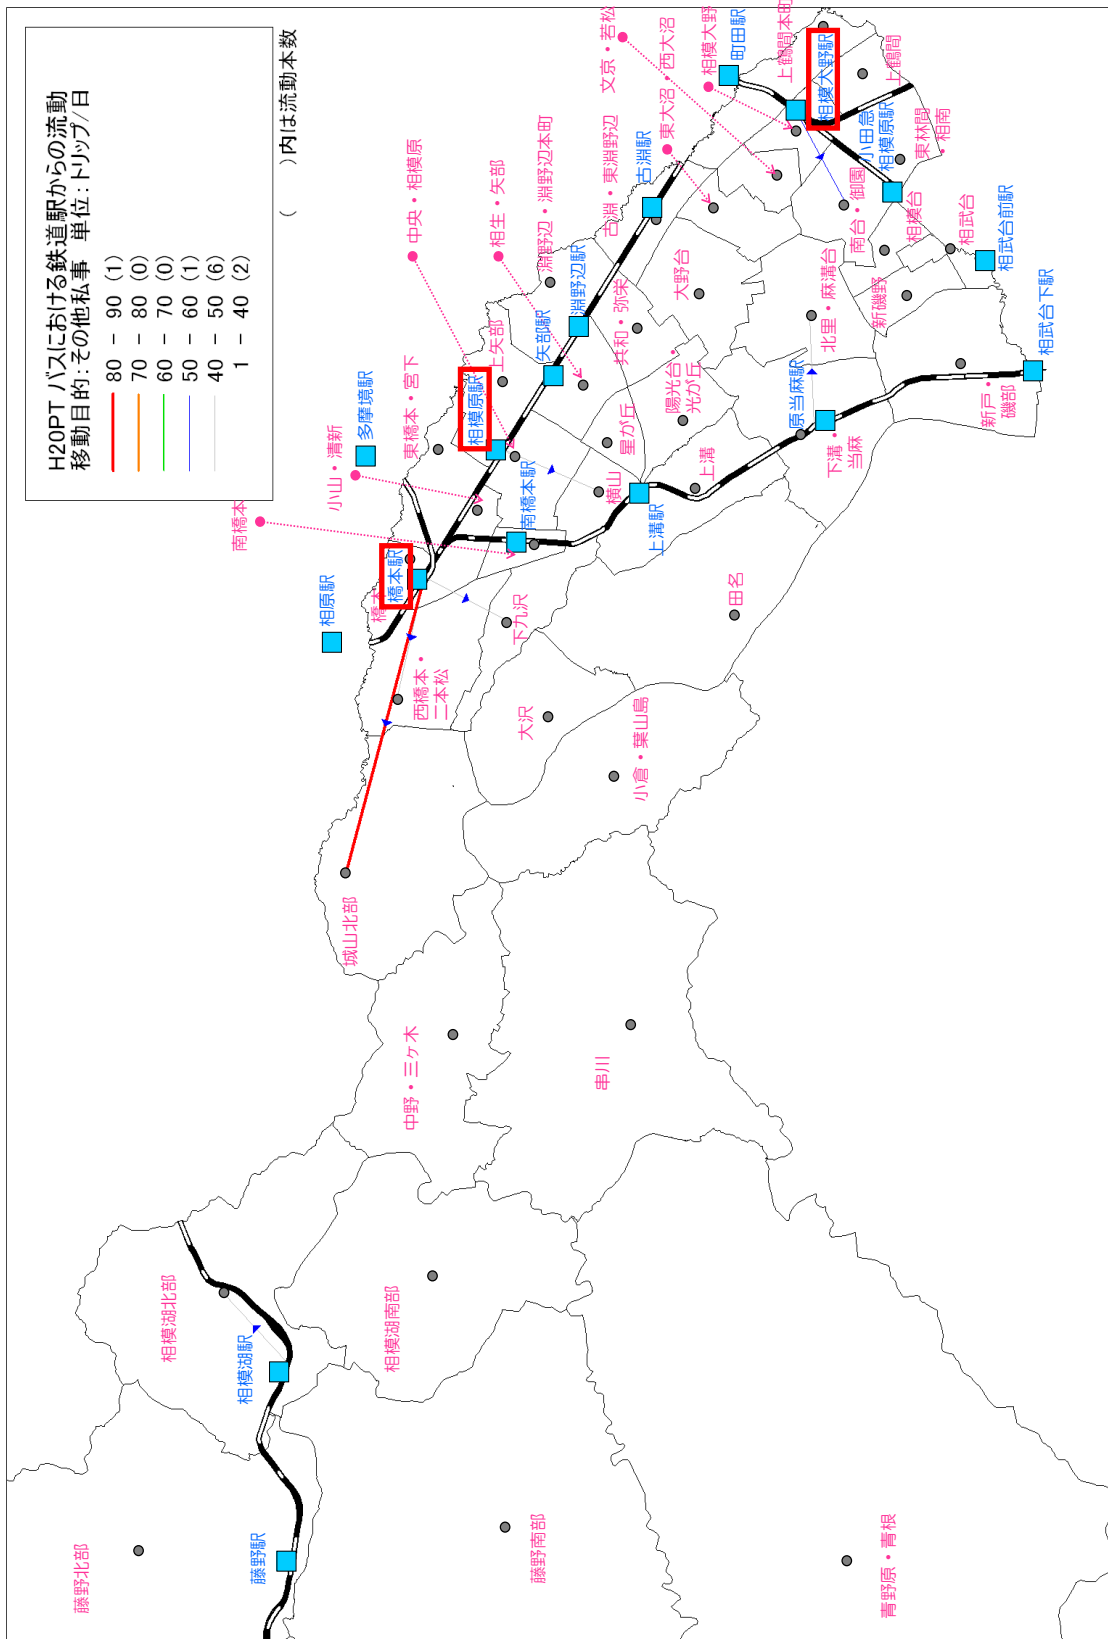 H20PT バスにおける鉄道駅からの流動
移動目的：その他私事　単位：トリップ/日
80 － 90 (1)
70 － 80 (0)
60 － 70 (0)
50 － 60 (1)
40 － 50 (6)
1 － 40 (2)
(　)内は流動本数
藤野北部
藤野駅
藤野南部
青野原・青根
相模湖北部
相模湖駅
相模湖南部
中野・三ケ木
串川
城山北部
小倉・葉山島
大沢
田名
相原駅
橋本
橋本駅
西橋本・
二本松
下九沢
南橋本
南橋本駅
小山・清新
多摩境駅
東橋本・宮下
相模原駅
上矢部
矢部駅
中央・相模原
相生・矢部
淵野辺・淵野辺本町
淵野辺駅
横山
星が丘
上溝駅
上溝
陽光台・
光が丘
共和・弥栄
古淵・東淵野辺
古淵駅
大野台
東大沼・西大沼
文京・若松
相模大野
町田駅
上鶴間本町
相模大野駅
上鶴間
小田急
相模原駅
東林間
・相南
南台・御園
相模台
相武台
相武台前駅
新磯野
北里・麻溝台
原当麻駅
下溝・
当麻
新戸・
磯部
相武台下駅